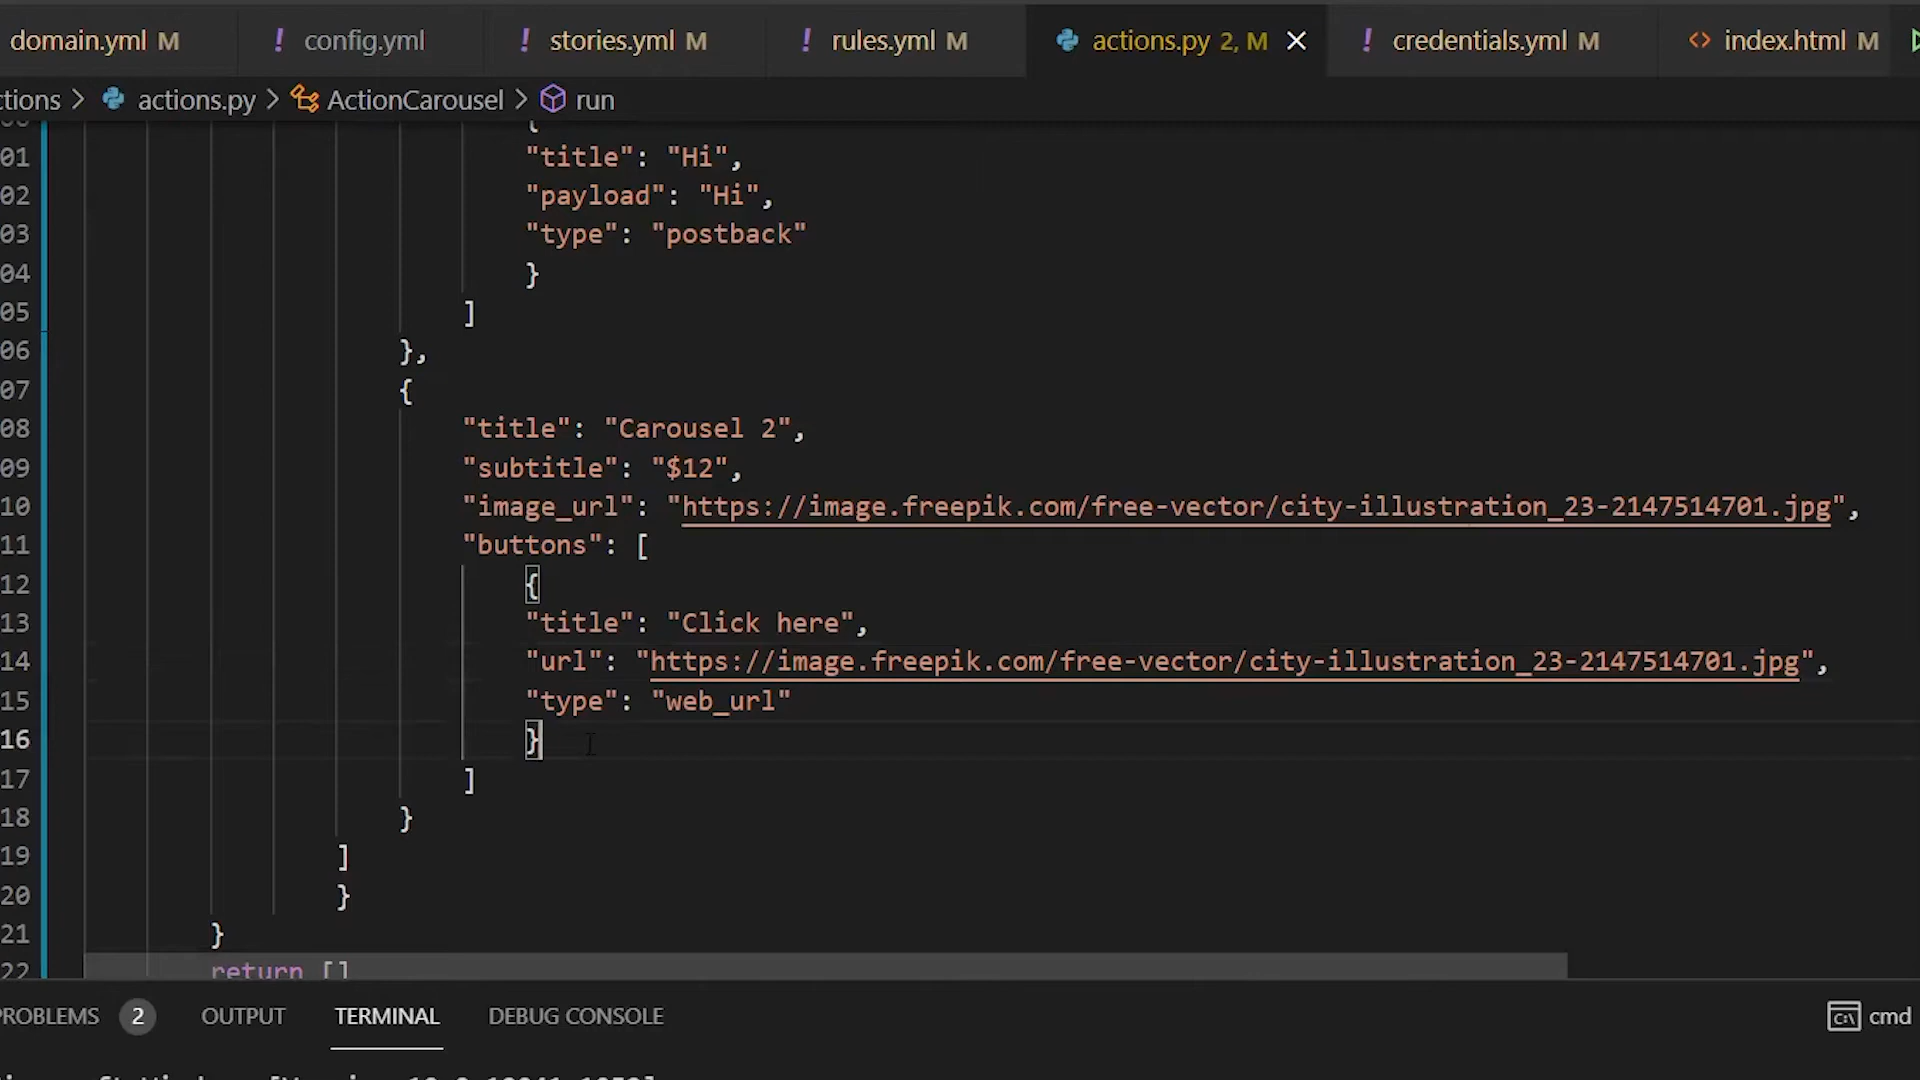 domain.yml M ! config.yml ! stories.yml M ! rules.yml M actions.py 2, M ! credentials.yml M <> index.html M
ctions > actions.py > ActionCarousel > run
{
01 "title": "Hi",
02 "payload": "Hi",
03 "type": "postback"
04 }
05 ]
06 },
07 {
08 "title": "Carousel 2",
09 "subtitle": "$12",
10 "image_url": "https://image.freepik.com/free-vector/city-illustration_23-2147514701.jpg",
11 "buttons": [
12 {
13 "title": "Click here",
14 "url": "https://image.freepik.com/free-vector/city-illustration_23-2147514701.jpg",
15 "type": "web_url"
16 }
17 ]
18 }
19 ]
20 }
21 }
22 return []
PROBLEMS 2 OUTPUT TERMINAL DEBUG CONSOLE cmd